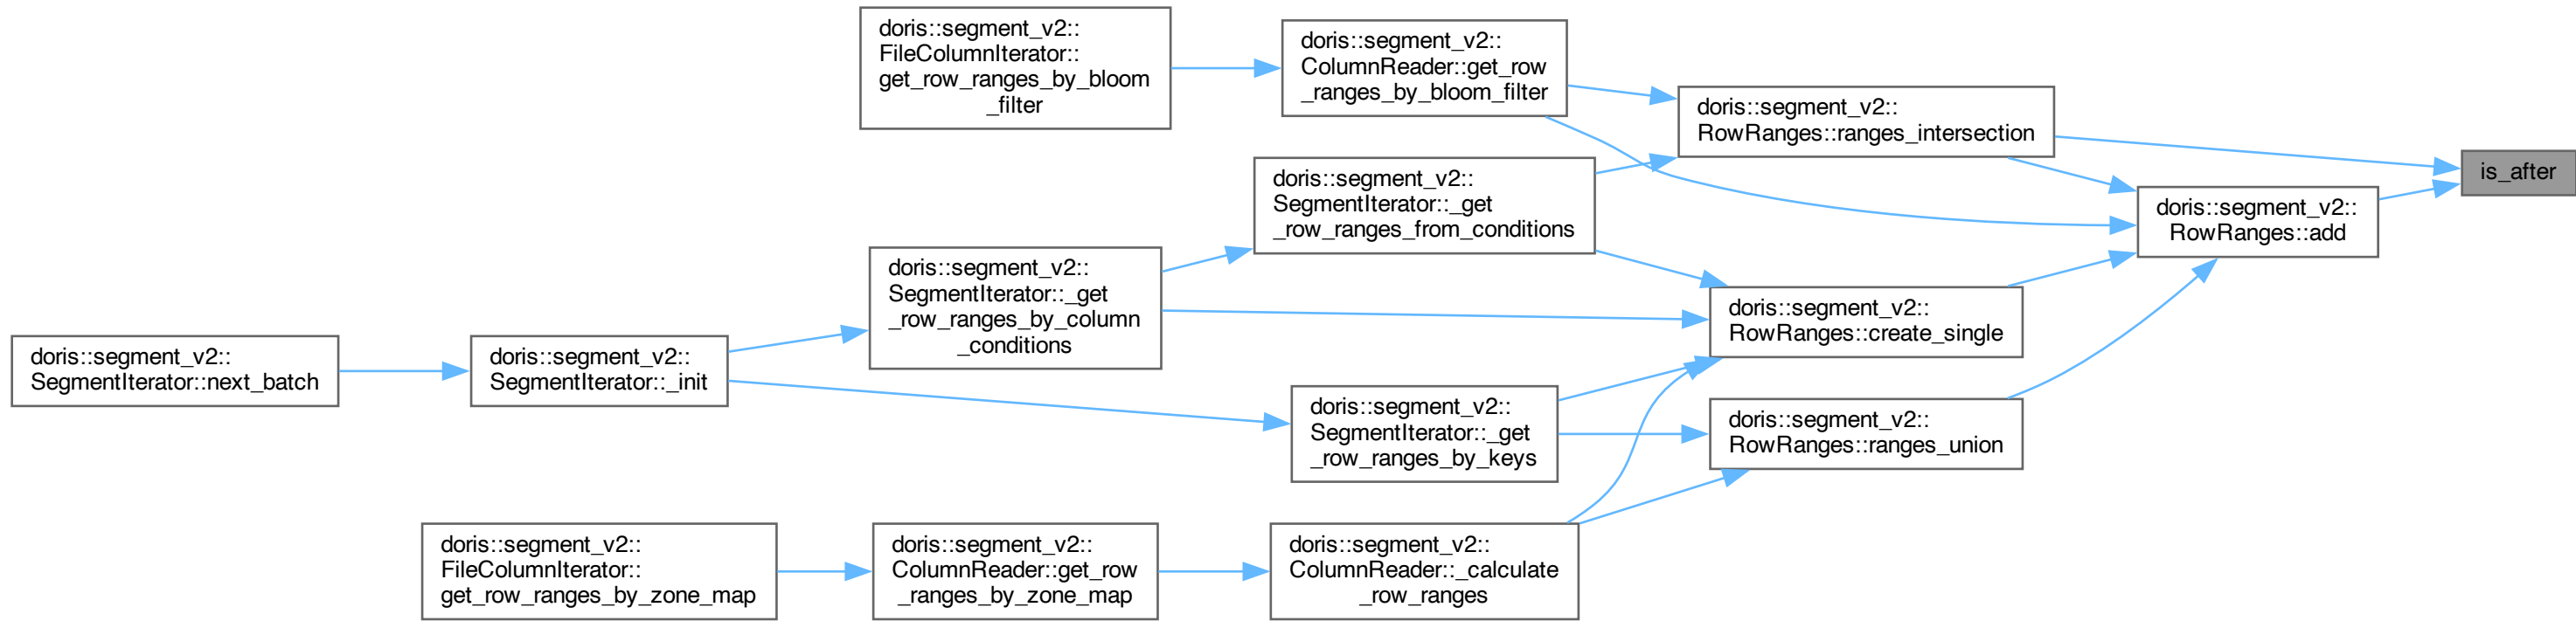 doris::segment_v2::
FileColumnIterator::
get_row_ranges_by_bloom
_filter
doris::segment_v2::
ColumnReader::get_row
_ranges_by_bloom_filter
doris::segment_v2::
RowRanges::ranges_intersection
is_after
doris::segment_v2::
SegmentIterator::_get
_row_ranges_from_conditions
doris::segment_v2::
RowRanges::add
doris::segment_v2::
SegmentIterator::_get
_row_ranges_by_column
_conditions
doris::segment_v2::
RowRanges::create_single
doris::segment_v2::
SegmentIterator::next_batch
doris::segment_v2::
SegmentIterator::_init
doris::segment_v2::
SegmentIterator::_get
_row_ranges_by_keys
doris::segment_v2::
RowRanges::ranges_union
doris::segment_v2::
FileColumnIterator::
get_row_ranges_by_zone_map
doris::segment_v2::
ColumnReader::get_row
_ranges_by_zone_map
doris::segment_v2::
ColumnReader::_calculate
_row_ranges